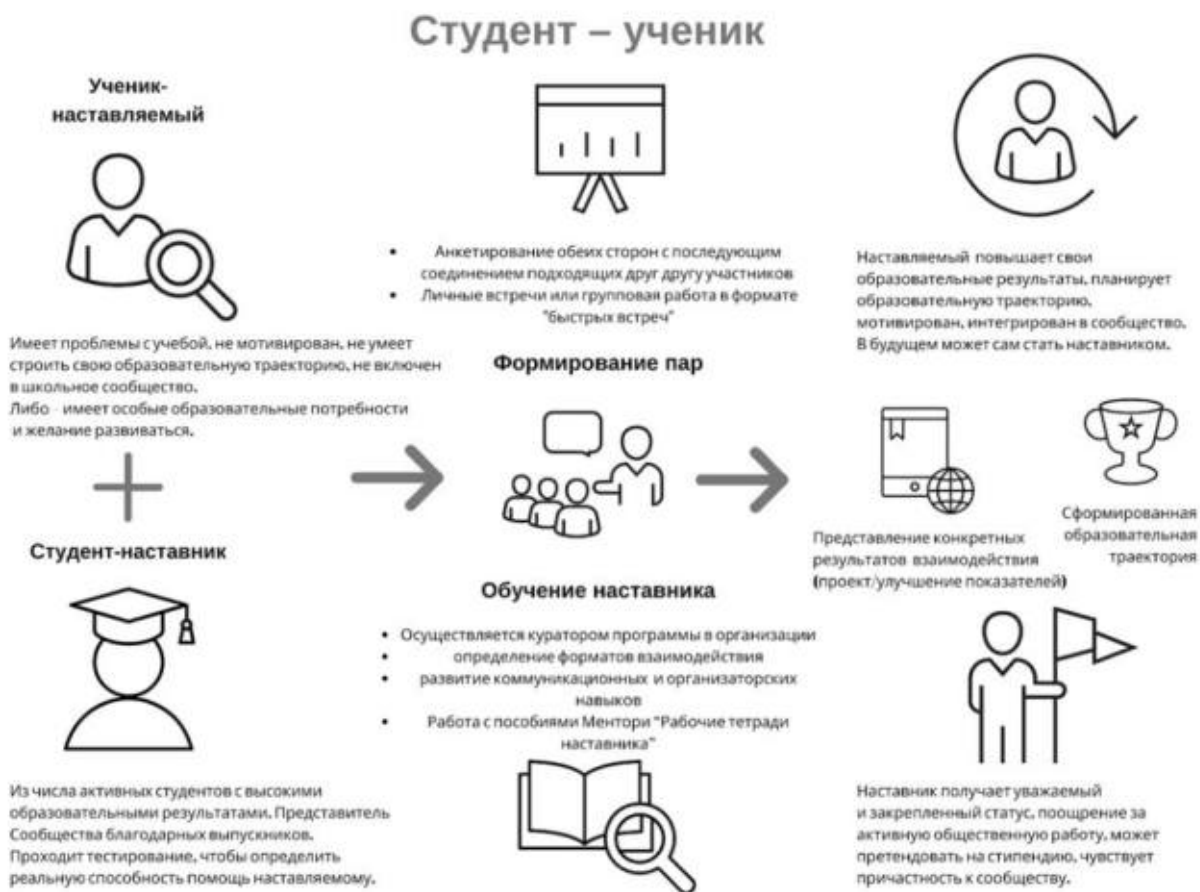 Студент – ученик
Ученик-
наставляемый
Имеет проблемы с учебой, не мотивирован, не умеет
строить свою образовательную траекторию, не включен
в школьное сообщество.
Либо - имеет особые образовательные потребности
и желание развиваться.
Студент-наставник
Из числа активных студентов с высокими
образовательными результатами. Представитель
Сообщества благодарных выпускников.
Проходит тестирование, чтобы определить
реальную способность помощь наставляемому.
• Анкетирование обеих сторон с последующим
соединением подходящих друг другу участников
• Личные встречи или групповая работа в формате
"быстрых встреч"
Формирование пар
Обучение наставника
• Осуществляется куратором программы в организации
• определение форматов взаимодействия
• развитие коммуникационных и организаторских
навыков
• Работа с пособиями Ментори "Рабочие тетради
наставника"
Наставляемый повышает свои
образовательные результаты, планирует
образовательную траекторию,
мотивирован, интегрирован в сообщество.
В будущем может сам стать наставником.
Представление конкретных
результатов взаимодействия
(проект/улучшение показателей)
Сформированная
образовательная
траектория
Наставник получает уважаемый
и закрепленный статус, поощрение за
активную общественную работу, может
претендовать на стипендию, чувствует
причастность к сообществу.